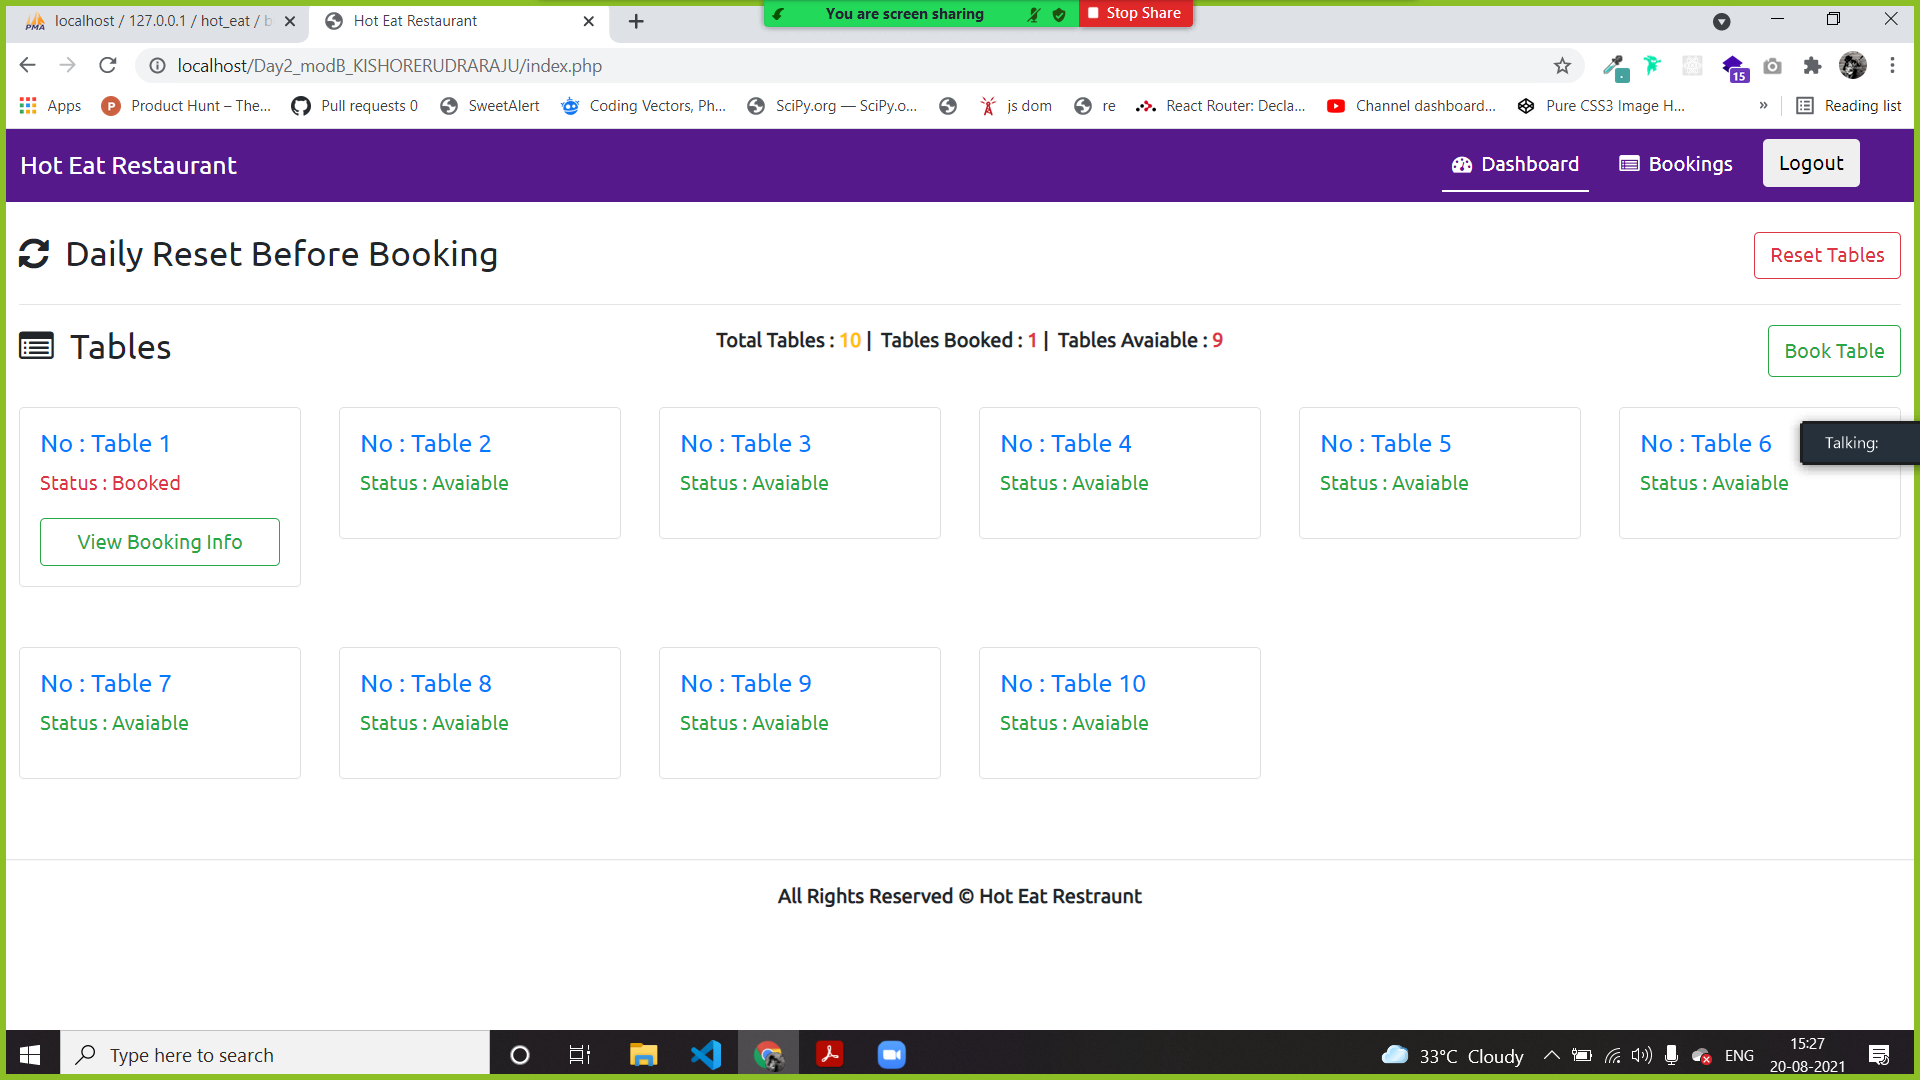 You are screen sharing Stop Share
localhost / 127.0.0.1 / hot_eat / b Hot Eat Restaurant
localhost/Day2_modB_KISHORERUDRARAJU/index.php
15
Apps Product Hunt – The... Pull requests 0 SweetAlert Coding Vectors, Ph... SciPy.org — SciPy.o... js dom re React Router: Decla... Channel dashboard... Pure CSS3 Image H... » Reading list
Hot Eat Restaurant Dashboard Bookings Logout
Daily Reset Before Booking Reset Tables
Tables Total Tables : 10 | Tables Booked : 1 | Tables Avaiable : 9 Book Table
No : Table 1 No : Table 2 No : Table 3 No : Table 4 No : Table 5 No : Table 6 Talking:
Status : Booked Status : Avaiable Status : Avaiable Status : Avaiable Status : Avaiable Status : Avaiable
View Booking Info
No : Table 7 No : Table 8 No : Table 9 No : Table 10
Status : Avaiable Status : Avaiable Status : Avaiable Status : Avaiable
All Rights Reserved © Hot Eat Restraunt
Type here to search 33°C Cloudy ENG 15:27
20-08-2021